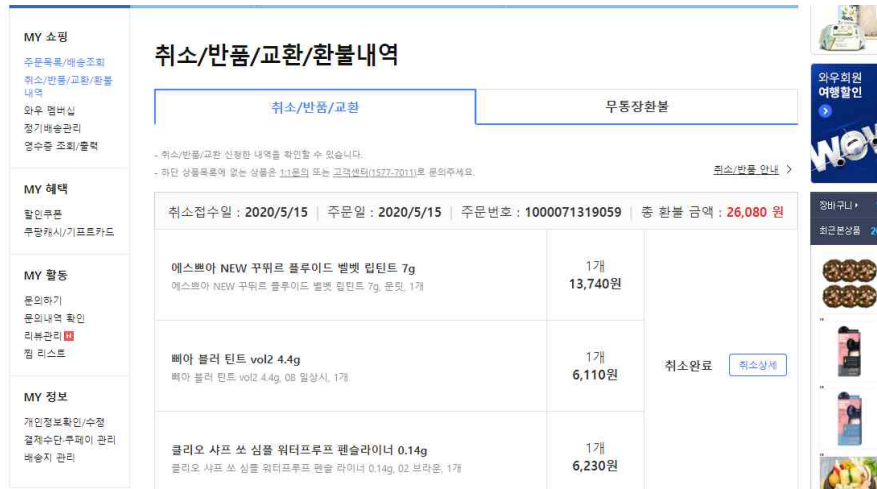 MY 쇼핑
주문목록/배송조회
취소/반품/교환/환불
내역
와우 멤버십
정기배송관리
영수증 조회/출력
MY 혜택
할인쿠폰
쿠팡캐시/기프트카드
MY 활동
문의하기
문의내역 확인
리뷰관리 N
찜 리스트
MY 정보
개인정보확인/수정
결제수단·쿠페이 관리
배송지 관리
취소/반품/교환/환불내역
취소/반품/교환
무통장환불
- 취소/반품/교환 신청한 내역을 확인할 수 있습니다.
- 하단 상품목록에 없는 상품은 1:1문의 또는 고객센터(1577-7011)로 문의주세요.
취소/반품 안내 >
취소접수일 : 2020/5/15 | 주문일 : 2020/5/15 | 주문번호 : 1000071319059 | 총 환불 금액 : 26,080 원
에스쁘아 NEW 꾸뛰르 플루이드 벨벳 립틴트 7g
에스쁘아 NEW 꾸뛰르 플루이드 벨벳 립틴트 7g, 문릿, 1개
1개
13,740원
삐아 블러 틴트 vol2 4.4g
삐아 블러 틴트 vol2 4.4g, 08 일상시, 1개
1개
6,110원
취소완료
취소상세
클리오 샤프 쏘 심플 워터프루프 펜슬라이너 0.14g
클리오 샤프 쏘 심플 워터프루프 펜슬 라이너 0.14g, 02 브라운, 1개
1개
6,230원
와우회원
여행할인
WOW
장바구니
최근본상품